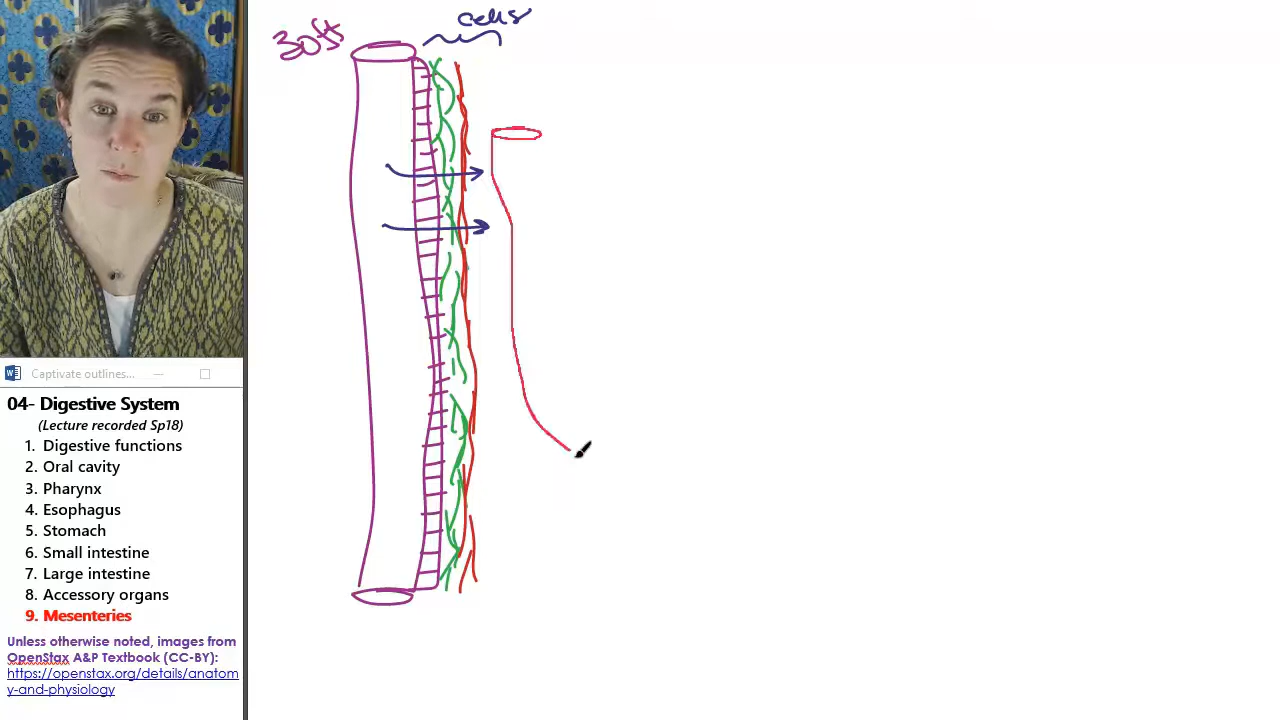 30ft
cells
Captivate outlines...
04- Digestive System
(Lecture recorded Sp18)
1. Digestive functions
2. Oral cavity
3. Pharynx
4. Esophagus
5. Stomach
6. Small intestine
7. Large intestine
8. Accessory organs
9. Mesenteries
Unless otherwise noted, images from
OpenStax A&P Textbook (CC-BY):
https://openstax.org/details/anatom
y-and-physiology